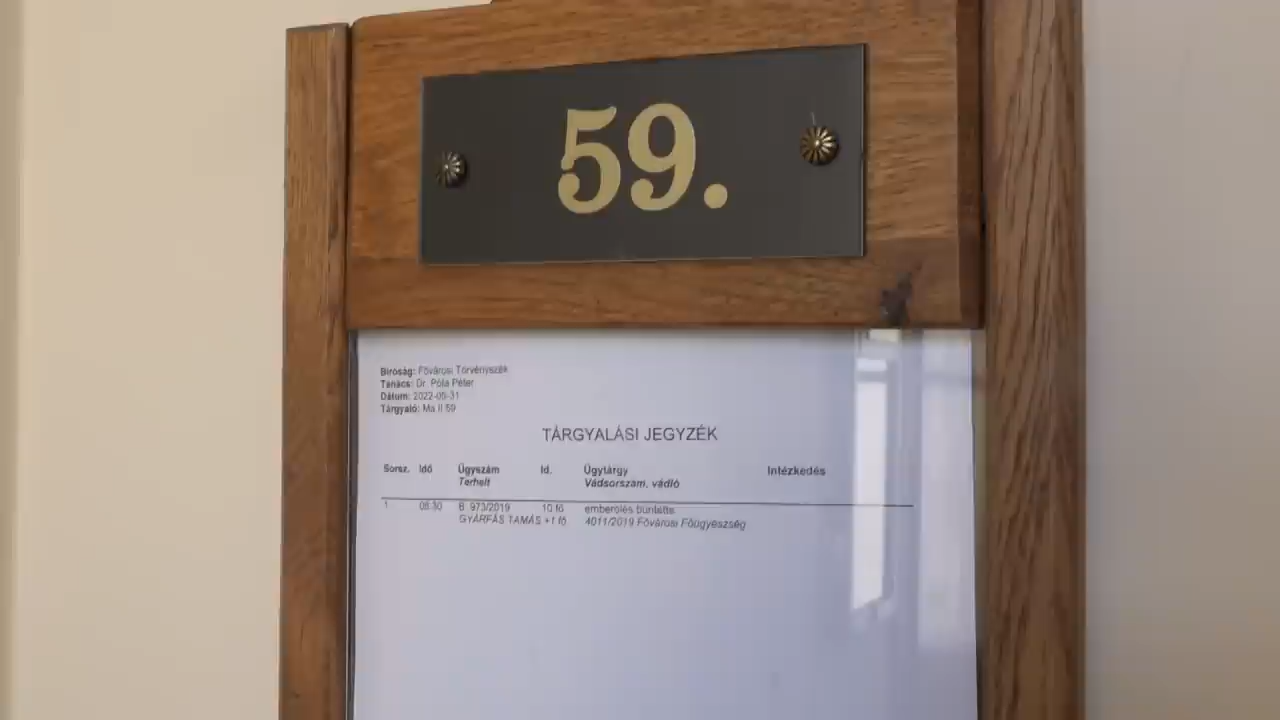 59.
Bíróság: Fővárosi Törvényszék
Tanács: Dr. Póta Péter
Dátum: 2022-05-31
Tárgyaló: Ma II 59
TÁRGYALÁSI JEGYZÉK
Sorsz. Idő Ügyszám Id. Ügytárgy Intézkedés
Terhelt Vádsorszám, vádló
1 08:30 B. 973/2019 10 fő emberölés bűntette
GYÁRFÁS TAMÁS +1 fő 4011/2019 Fővárosi Főügyészség